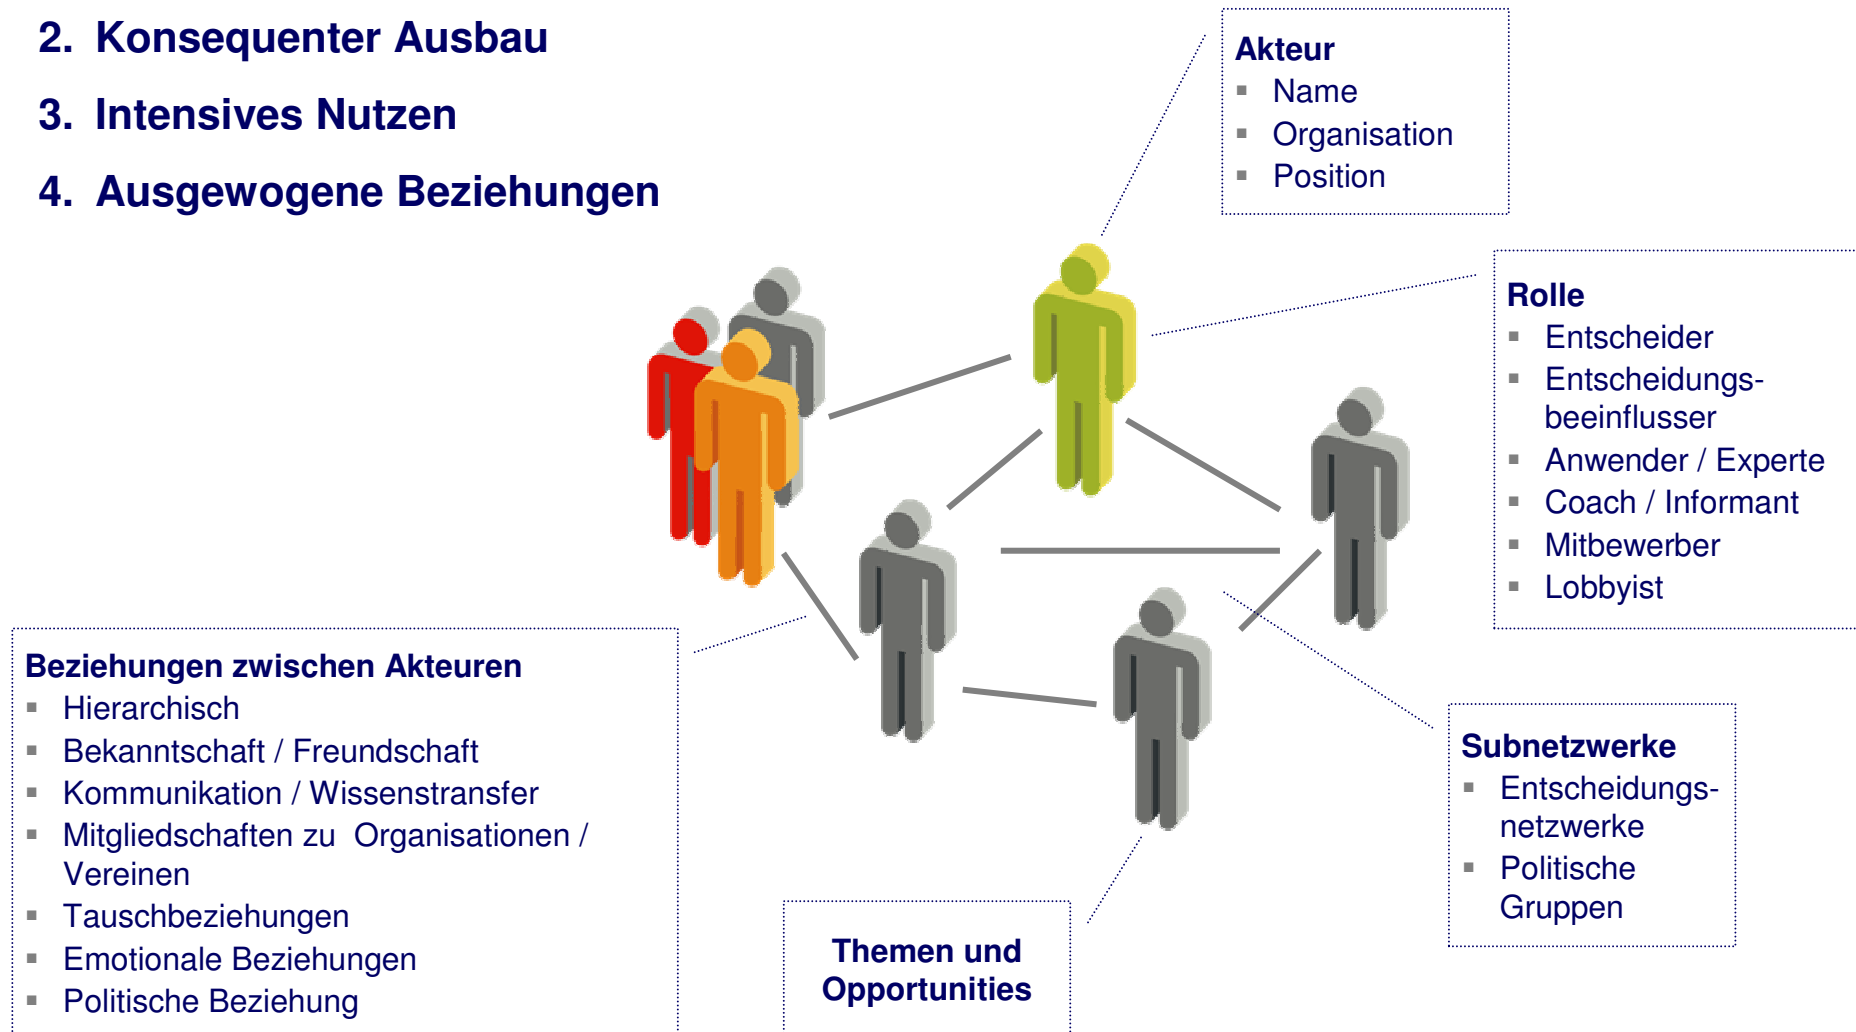 2. Konsequenter Ausbau
3. Intensives Nutzen
4. Ausgewogene Beziehungen
Akteur
▪ Name
▪ Organisation
▪ Position
Rolle
▪ Entscheider
▪ Entscheidungs-
beeinflusser
▪ Anwender / Experte
▪ Coach / Informant
▪ Mitbewerber
▪ Lobbyist
Beziehungen zwischen Akteuren
▪ Hierarchisch
▪ Bekanntschaft / Freundschaft
▪ Kommunikation / Wissenstransfer
▪ Mitgliedschaften zu  Organisationen /
Vereinen
▪ Tauschbeziehungen
▪ Emotionale Beziehungen
▪ Politische Beziehung
Subnetzwerke
▪ Entscheidungs-
netzwerke
▪ Politische
Gruppen
Themen und
Opportunities